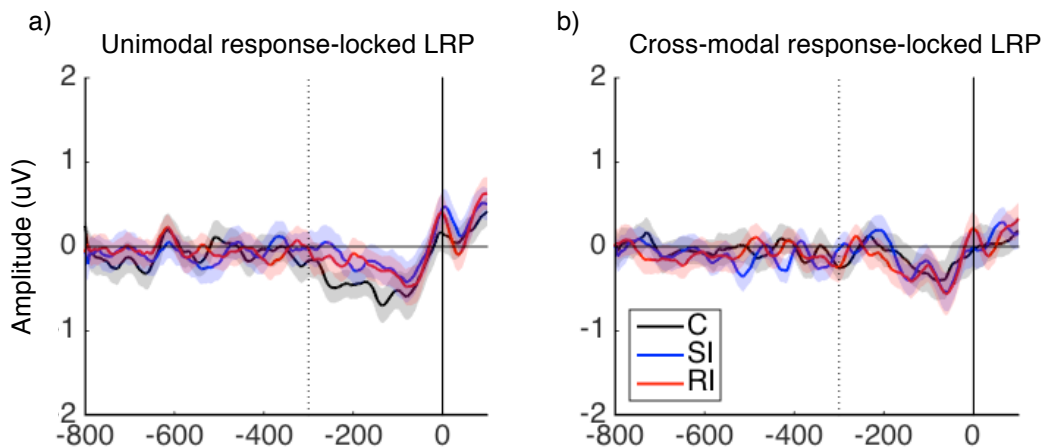 a)
Unimodal response-locked LRP
2
1
0
-1
-2
Amplitude (uV)
-800 -600 -400 -200 0
b)
Cross-modal response-locked LRP
2
1
0
-1
-2
C
SI
RI
-800 -600 -400 -200 0